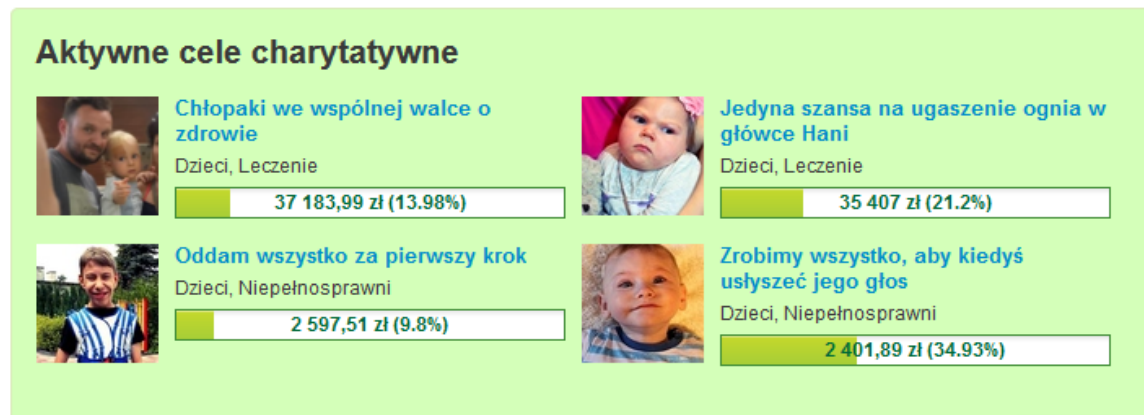 Aktywne cele charytatywne
Chłopaki we wspólnej walce o
zdrowie
Dzieci, Leczenie
37 183,99 zł (13.98%)
Jedyna szansa na ugaszenie ognia w
główce Hani
Dzieci, Leczenie
35 407 zł (21.2%)
Oddam wszystko za pierwszy krok
Dzieci, Niepełnosprawni
2 597,51 zł (9.8%)
Zrobimy wszystko, aby kiedyś
usłyszeć jego głos
Dzieci, Niepełnosprawni
2 401,89 zł (34.93%)